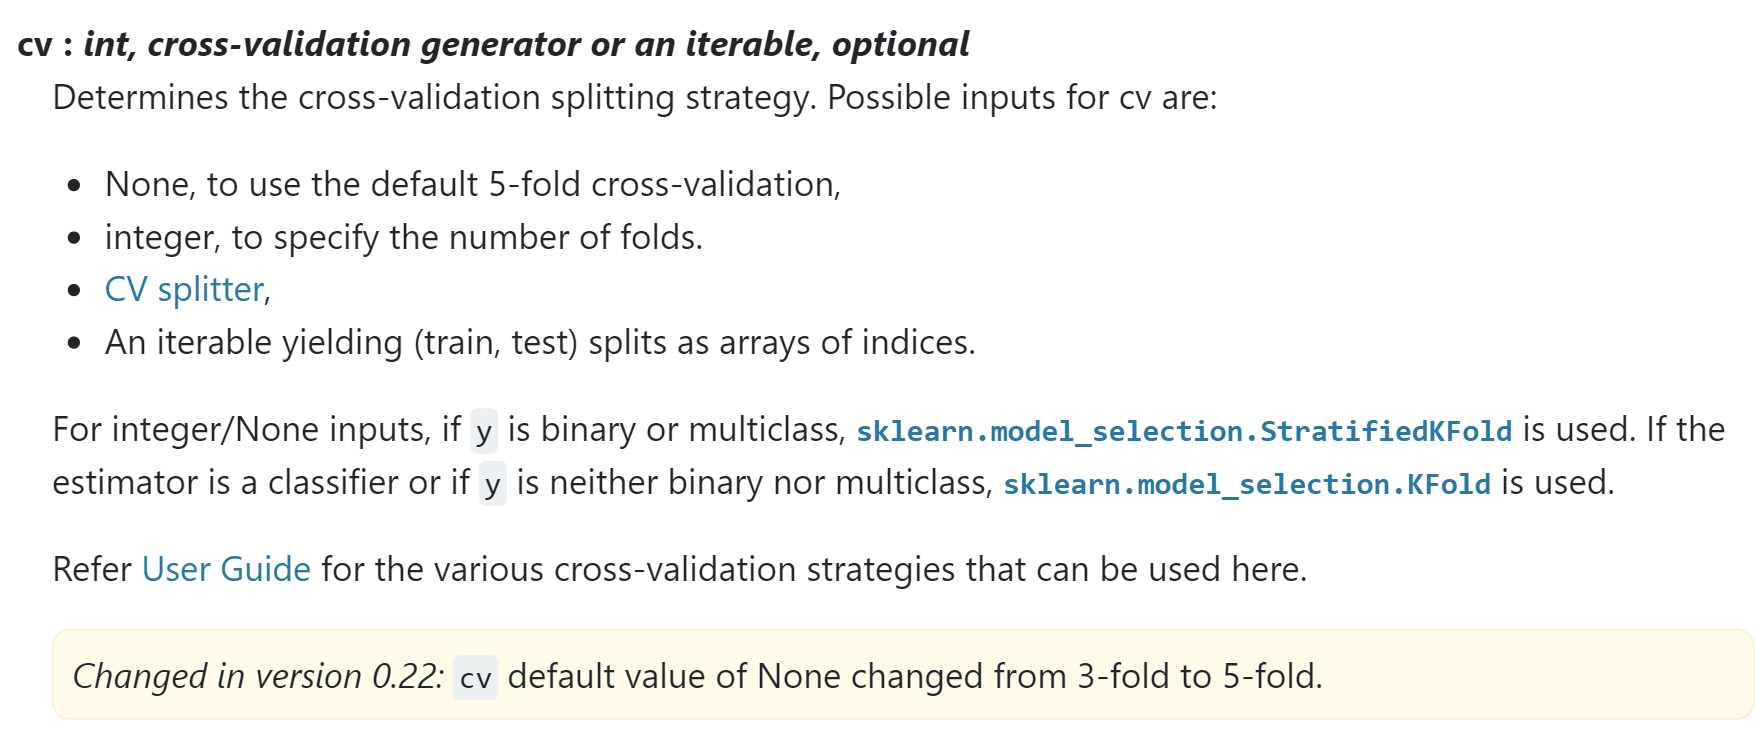 cv : int, cross-validation generator or an iterable, optional
Determines the cross-validation splitting strategy. Possible inputs for cv are:
• None, to use the default 5-fold cross-validation,
• integer, to specify the number of folds.
• CV splitter,
• An iterable yielding (train, test) splits as arrays of indices.
For integer/None inputs, if y is binary or multiclass, sklearn.model_selection.StratifiedKFold is used. If the
estimator is a classifier or if y is neither binary nor multiclass, sklearn.model_selection.KFold is used.
Refer User Guide for the various cross-validation strategies that can be used here.
Changed in version 0.22: cv default value of None changed from 3-fold to 5-fold.